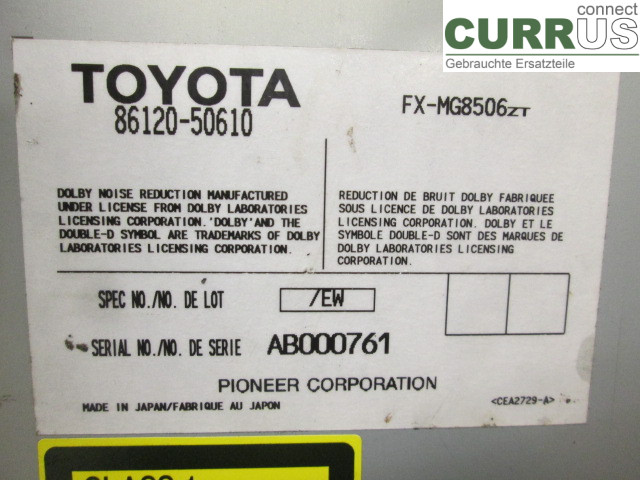 connect
CURRUS
Gebrauchte Ersatzteile
TOYOTA
86120-50610
FX-MG8506ZT
DOLBY NOISE REDUCTION MANUFACTURED
UNDER LICENSE FROM DOLBY LABORATORIES
LICENSING CORPORATION. 'DOLBY' AND THE
DOUBLE-D SYMBOL ARE TRADEMARKS OF DOLBY
LABORATORIES LICENSING CORPORATION.
REDUCTION DE BRUIT DOLBY FABRIQUEE
SOUS LICENCE DE DOLBY LABORATORIES
LICENSING CORPORATION. DOLBY ET LE
SYMBOLE DOUBLE-D SONT DES MARQUES DE
DOLBY LABORATORIES LICENSING
CORPORATION.
SPEC NO./NO. DE LOT /EW
SERIAL NO./NO. DE SERIE AB000761
PIONEER CORPORATION
MADE IN JAPAN/FABRIQUE AU JAPON
<CEA2729-A>